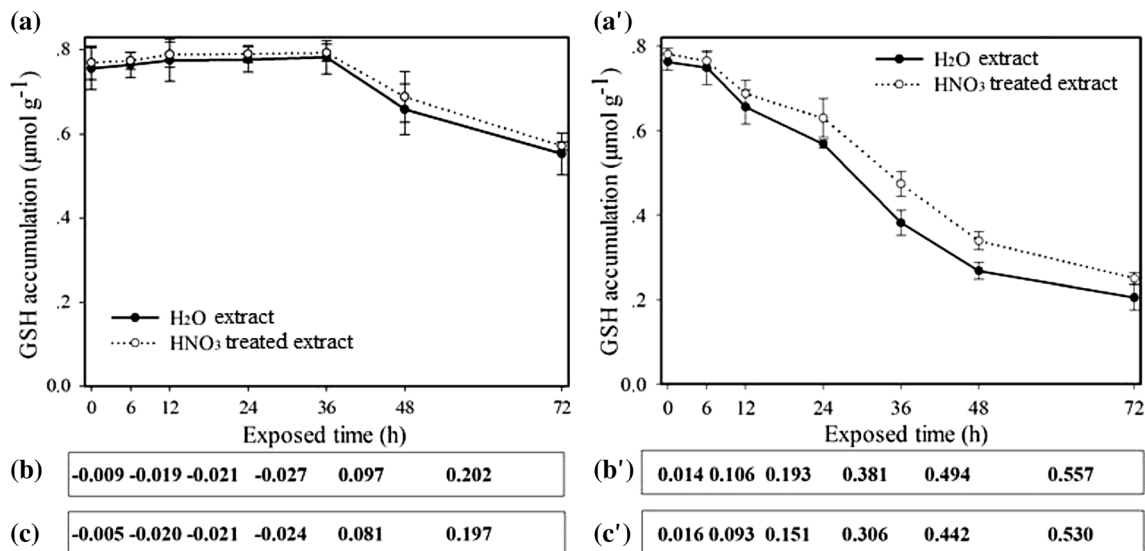 (a)
GSH accumulation (μmol g⁻¹)
.8
.6
.4
.2
0.0
H₂O extract
HNO₃ treated extract
0 6 12 24 36 48 72
Exposed time (h)
(b) -0.009 -0.019 -0.021 -0.027 0.097 0.202
(c) -0.005 -0.020 -0.021 -0.024 0.081 0.197
(a')
GSH accumulation (μmol g⁻¹)
.8
.6
.4
.2
0.0
H₂O extract
HNO₃ treated extract
0 6 12 24 36 48 72
Exposed time (h)
(b') 0.014 0.106 0.193 0.381 0.494 0.557
(c') 0.016 0.093 0.151 0.306 0.442 0.530